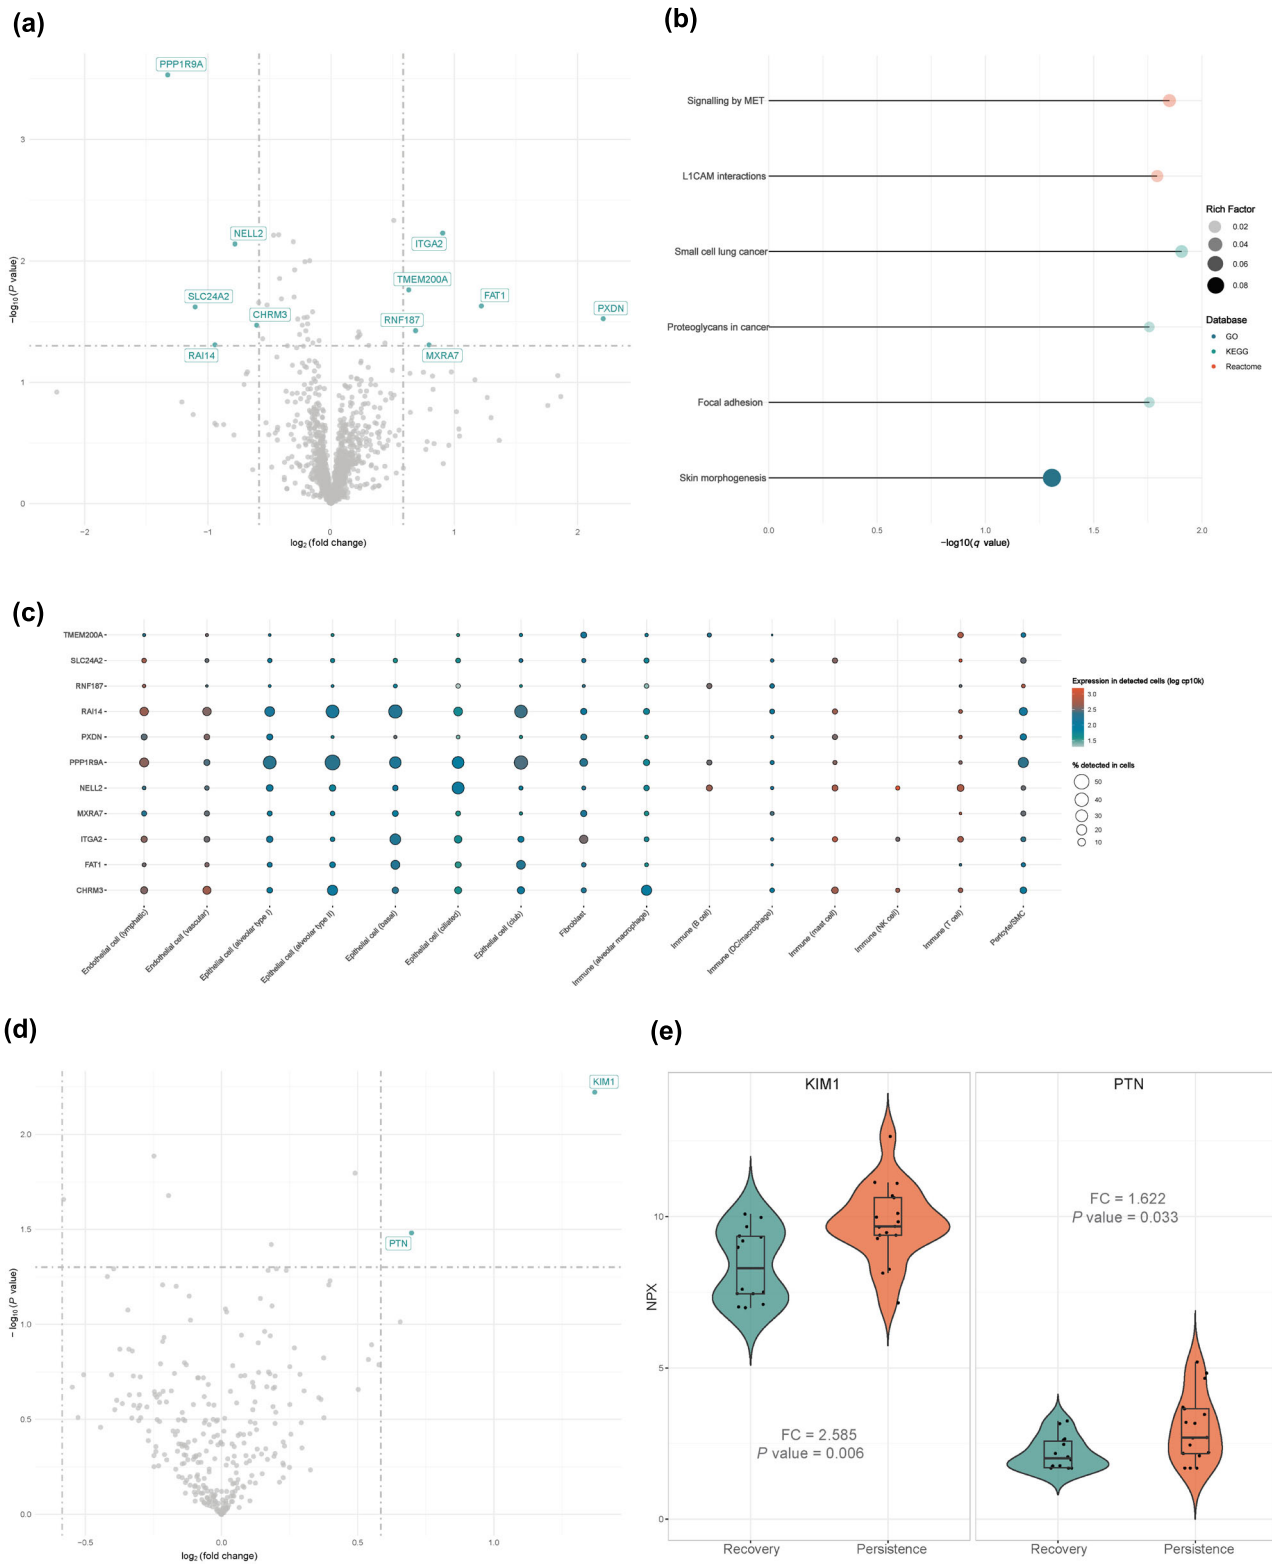 (a)
PPP1R9A
NELL2
ITGA2
TMEM200A
SLC24A2
FAT1
CHRM3
RNF187
PXDN
RAI14
MXRA7
3
2
1
0
−log10 (P value)
−2
−1
0
1
2
log2 (fold change)
(b)
Signalling by MET
L1CAM interactions
Small cell lung cancer
Proteoglycans in cancer
Focal adhesion
Skin morphogenesis
0.0
0.5
1.0
1.5
2.0
−log10(q value)
Rich Factor
0.02
0.04
0.06
0.08
Database
GO
KEGG
Reactome
(c)
TMEM200A
SLC24A2
RNF187
RAI14
PXDN
PPP1R9A
NELL2
MXRA7
ITGA2
FAT1
CHRM3
Endothelial cell (lymphatic)
Endothelial cell (vascular)
Epithelial cell (alveolar type I)
Epithelial cell (alveolar type II)
Epithelial cell (basal)
Epithelial cell (ciliated)
Epithelial cell (club)
Fibroblast
Immune (alveolar macrophage)
Immune (B cell)
Immune (DC/macrophage)
Immune (mast cell)
Immune (NK cell)
Immune (T cell)
Pericyte/SMC
Expression in detected cells (log cp10k)
3.0
2.5
2.0
1.5
% detected in cells
50
40
30
20
10
(d)
KIM1
PTN
2.0
1.5
1.0
0.5
0.0
− log10 (P value)
−0.5
0.0
0.5
1.0
log2 (fold change)
(e)
KIM1
PTN
FC = 1.622
P value = 0.033
FC = 2.585
P value = 0.006
NPX
10
5
0
Recovery
Persistence
Recovery
Persistence